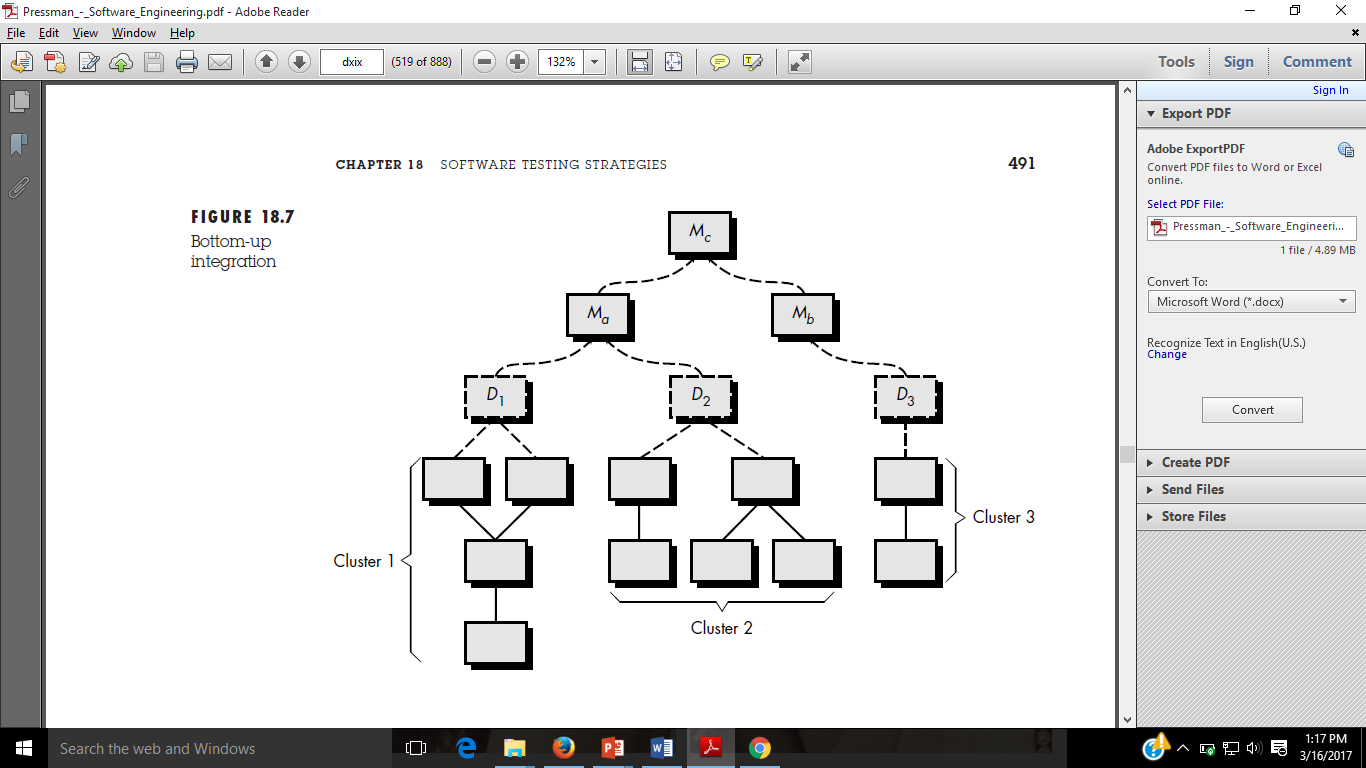 Pressman_-_Software_Engineering.pdf - Adobe Reader
File Edit View Window Help
dxix (519 of 888) 132% Tools Sign Comment
Sign In
Export PDF
Adobe ExportPDF
Convert PDF files to Word or Excel
online.
Select PDF File:
Pressman_-_Software_Engineeri...
1 file / 4.89 MB
Convert To:
Microsoft Word (*.docx)
Recognize Text in English(U.S.)
Change
Convert
Create PDF
Send Files
Store Files
CHAPTER 18 SOFTWARE TESTING STRATEGIES 491
FIGURE 18.7
Bottom-up
integration
Mc
Ma Mb
D1 D2 D3
Cluster 3
Cluster 1
Cluster 2
Search the web and Windows
1:17 PM
3/16/2017